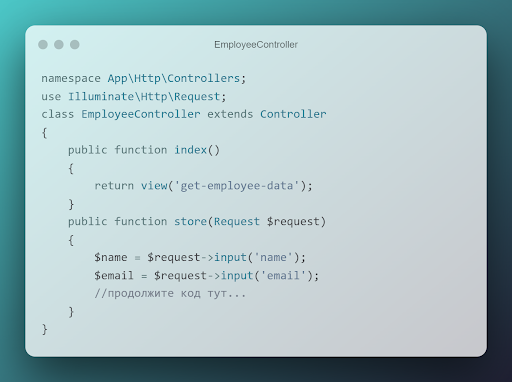 EmployeeController
namespace App\Http\Controllers;
use Illuminate\Http\Request;
class EmployeeController extends Controller
{
    public function index()
    {
        return view('get-employee-data');
    }
    public function store(Request $request)
    {
        $name = $request->input('name');
        $email = $request->input('email');
        //продолжите код тут...
    }
}